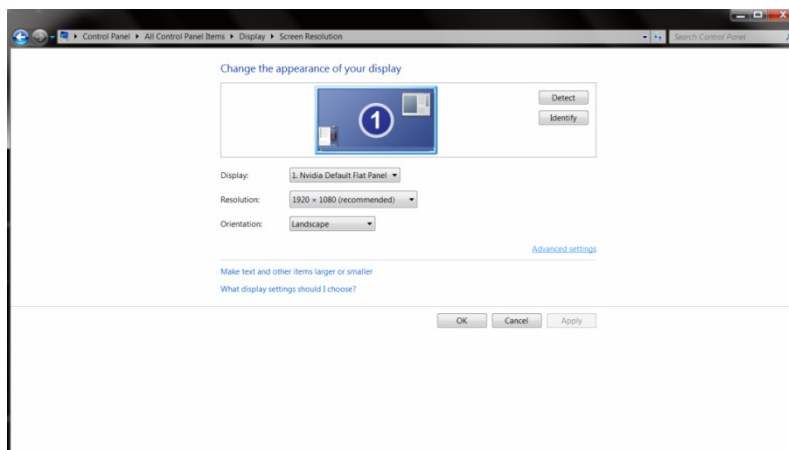 Control Panel ▸ All Control Panel Items ▸ Display ▸ Screen Resolution
Search Control Panel
Change the appearance of your display
1
Detect
Identify
Display: 1. Nvidia Default Flat Panel
Resolution: 1920 × 1080 (recommended)
Orientation: Landscape
Advanced settings
Make text and other items larger or smaller
What display settings should I choose?
OK Cancel Apply